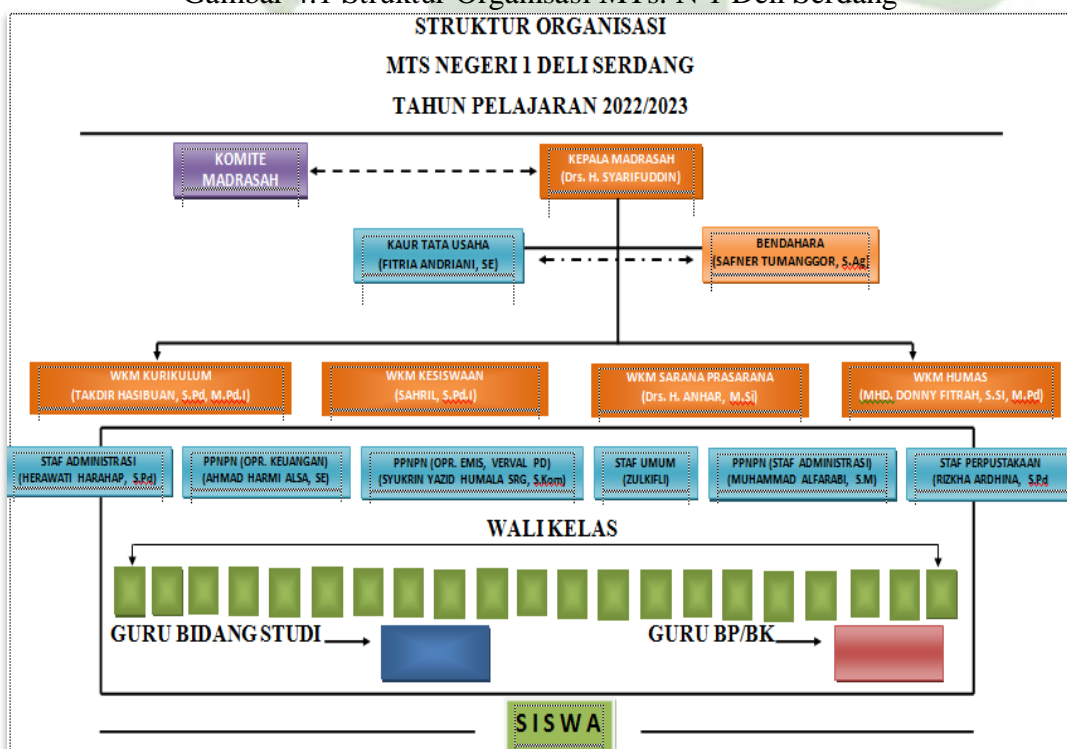 Gambar 4.1 Struktur Organisasi MTs. N 1 Deli Serdang
STRUKTUR ORGANISASI
MTS NEGERI 1 DELI SERDANG
TAHUN PELAJARAN 2022/2023
KOMITE
MADRASAH
KEPALA MADRASAH
(Drs. H. SYARIFUDDIN)
KAUR TATA USAHA
(FITRIA ANDRIANI, SE)
BENDAHARA
(SAFNER TUMANGGOR, S.Ag)
WKM KURIKULUM
(TAKDIR HASIBUAN, S.Pd, M.Pd.I)
WKM KESISWAAN
(SAHRIL, S.Pd.I)
WKM SARANA PRASARANA
(Drs. H. ANHAR, M.Si)
WKM HUMAS
(MHD. DONNY FITRAH, S.SI, M.Pd)
STAF ADMINISTRASI
(HERAWATI HARAHAP, S.Pd)
PPNPN (OPR. KEUANGAN)
(AHMAD HARMI ALSA, SE)
PPNPN (OPR. EMIS, VERVAL PD)
(SYUKRIN YAZID HUMALA SRG, S.Kom)
STAF UMUM
(ZULKIFLI)
PPNPN (STAF ADMINISTRASI)
(MUHAMMAD ALFARABI, S.M)
STAF PERPUSTAKAAN
(RIZKHA ARDHINA, S.Pd
WALI KELAS
GURU BIDANG STUDI
GURU BP/BK
SISWA